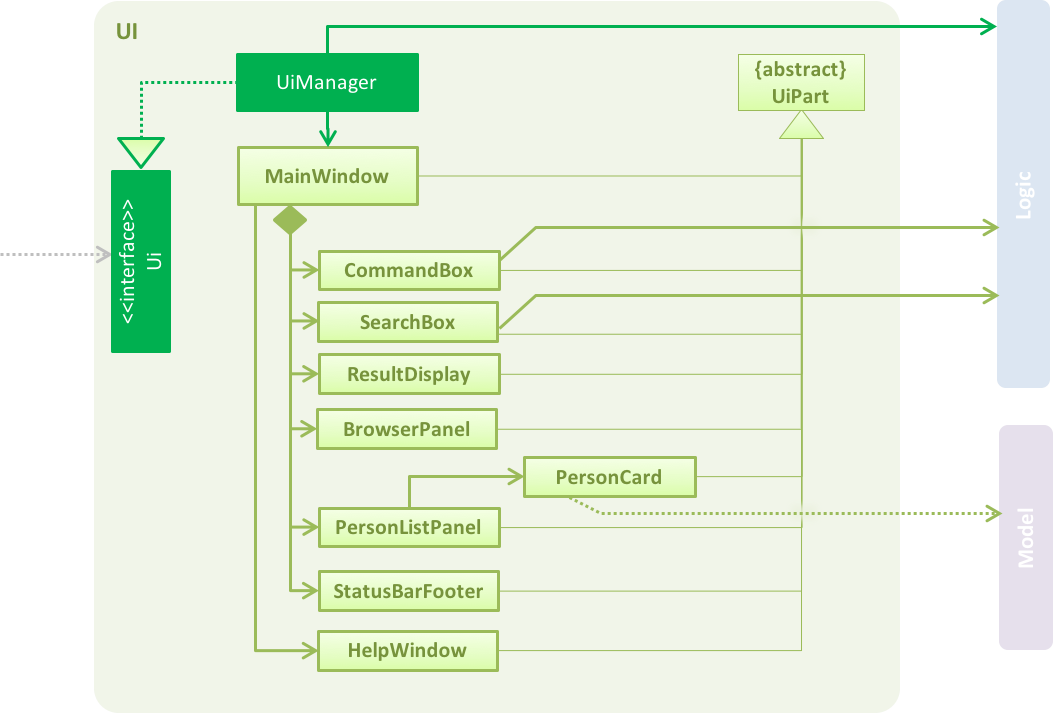 UI
UiManager
{abstract}
UiPart
<<interface>>
Ui
MainWindow
CommandBox
SearchBox
ResultDisplay
BrowserPanel
PersonCard
PersonListPanel
StatusBarFooter
HelpWindow
Logic
Model